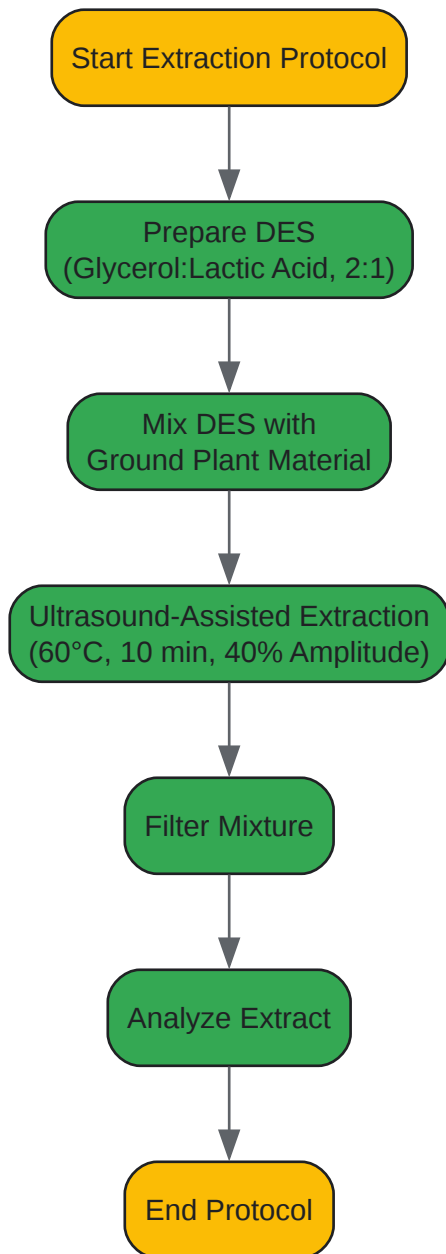 Start Extraction Protocol
Prepare DES
(Glycerol:Lactic Acid, 2:1)
Mix DES with
Ground Plant Material
Ultrasound-Assisted Extraction
(60°C, 10 min, 40% Amplitude)
Filter Mixture
Analyze Extract
End Protocol